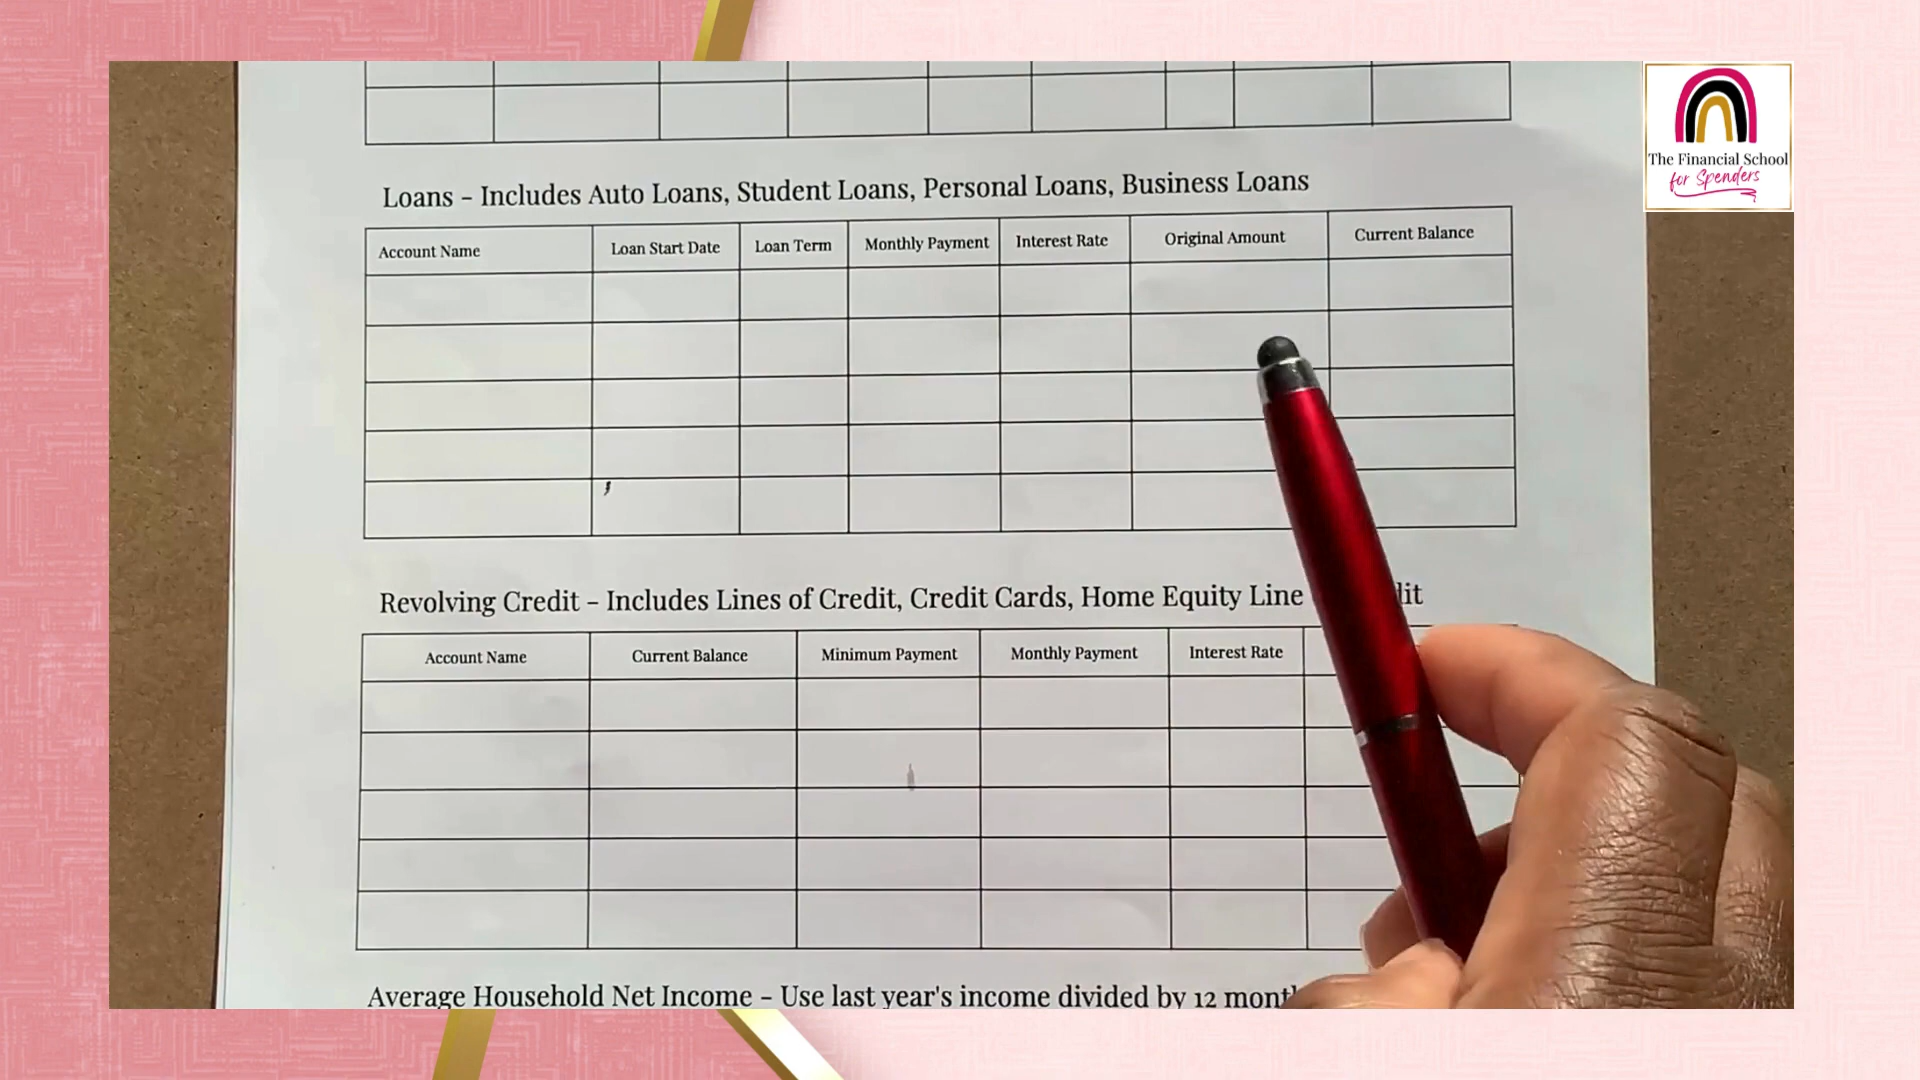 The Financial School
for Spenders
Loans – Includes Auto Loans, Student Loans, Personal Loans, Business Loans
Account Name Loan Start Date Loan Term Monthly Payment Interest Rate Original Amount Current Balance
Revolving Credit – Includes Lines of Credit, Credit Cards, Home Equity Line
Account Name Current Balance Minimum Payment Monthly Payment Interest Rate
Average Household Net Income – Use last year's income divided by 12